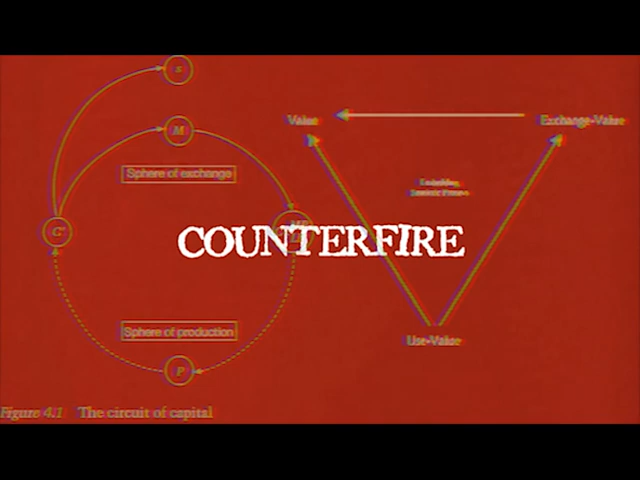 s
M
Value
Exchange-Value
Sphere of exchange
COUNTERFIRE
Sphere of production
Use-Value
P
Figure 4.1 The circuit of capital